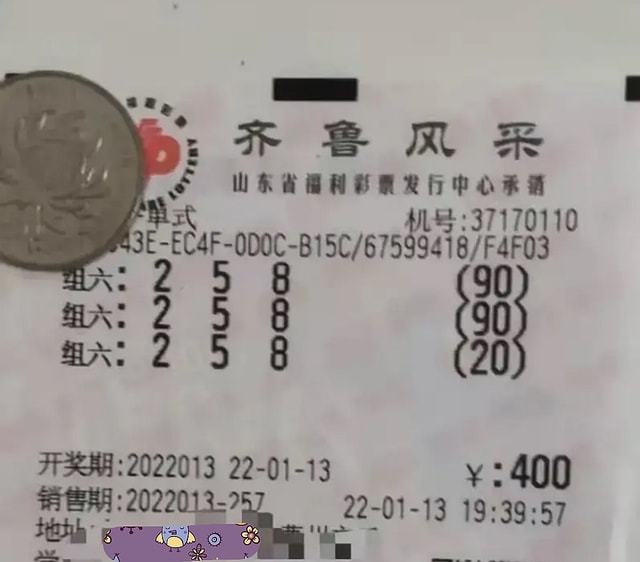 齐鲁风采
山东省福利彩票发行中心承销
单式 机号:37170110
43E-EC4F-0D0C-B15C/67599418/F4F03
组六: 2 5 8 (90)
组六: 2 5 8 (90)
组六: 2 5 8 (20)
开奖期:2022013 22-01-13 ¥:400
销售期:2022013-257 22-01-13 19:39:57
地址